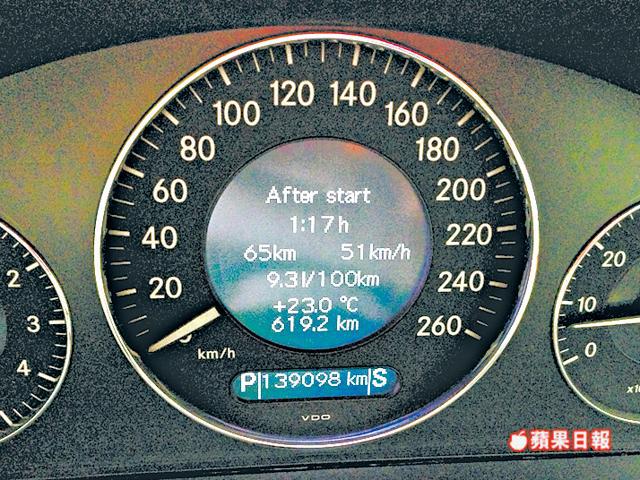 120 140
100 160
80 180
60 200
40 220
20 240
260
After start
1:17h
65km 51km/h
9.3l/100km
+23.0 °C
619.2 km
km/h
P 139098 km S
VDO
2
3
4
20
10
0
蘋果日報